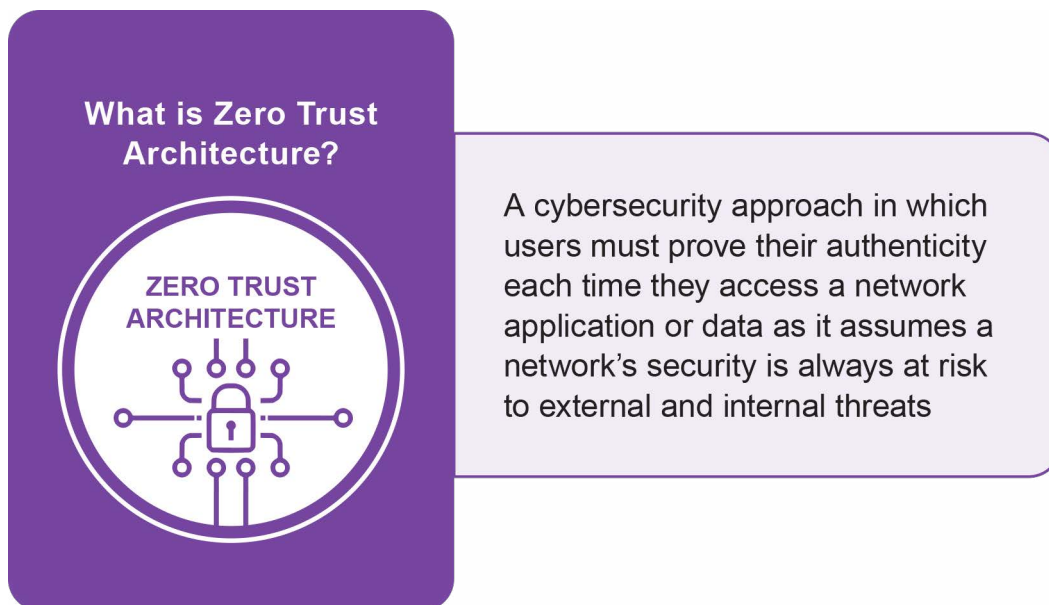 What is Zero Trust
Architecture?
ZERO TRUST
ARCHITECTURE
A cybersecurity approach in which
users must prove their authenticity
each time they access a network
application or data as it assumes a
network’s security is always at risk
to external and internal threats